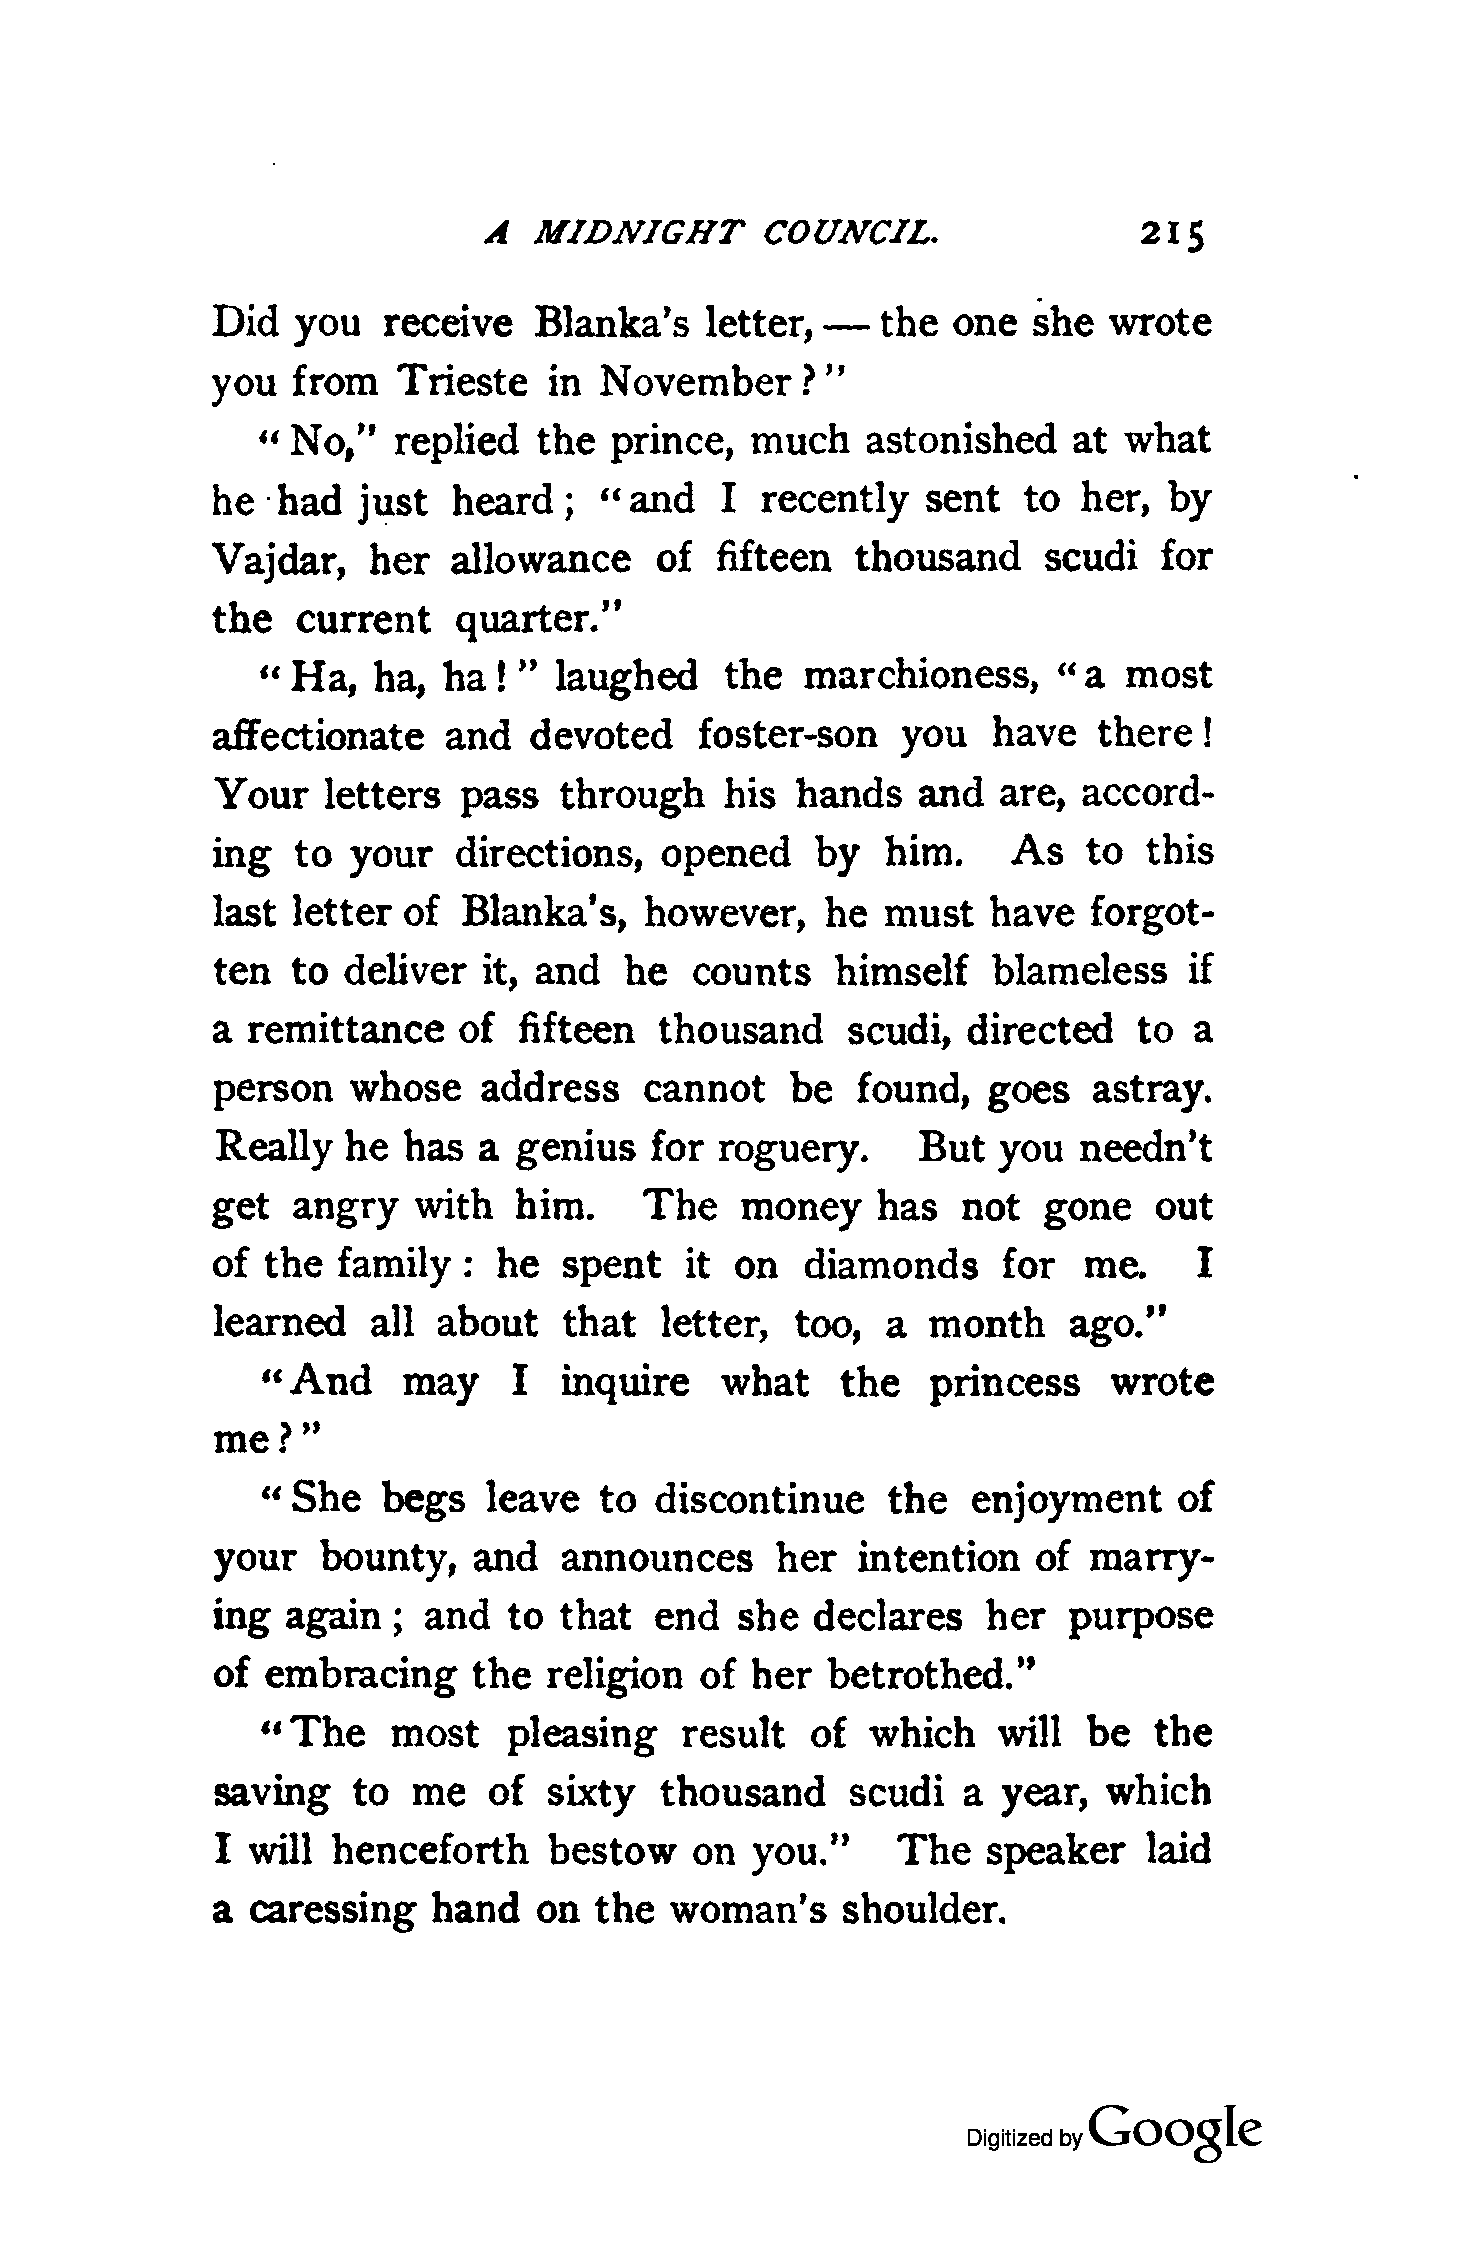 A MIDNIGHT COUNCIL. 215
Did you receive Blanka's letter, — the one she wrote
you from Trieste in November?"
"No," replied the prince, much astonished at what
he had just heard; "and I recently sent to her, by
Vajdar, her allowance of fifteen thousand scudi for
the current quarter."
"Ha, ha, ha!" laughed the marchioness, "a most
affectionate and devoted foster-son you have there!
Your letters pass through his hands and are, accord-
ing to your directions, opened by him. As to this
last letter of Blanka's, however, he must have forgot-
ten to deliver it, and he counts himself blameless if
a remittance of fifteen thousand scudi, directed to a
person whose address cannot be found, goes astray.
Really he has a genius for roguery. But you needn't
get angry with him. The money has not gone out
of the family: he spent it on diamonds for me. I
learned all about that letter, too, a month ago."
"And may I inquire what the princess wrote
me?"
"She begs leave to discontinue the enjoyment of
your bounty, and announces her intention of marry-
ing again; and to that end she declares her purpose
of embracing the religion of her betrothed."
"The most pleasing result of which will be the
saving to me of sixty thousand scudi a year, which
I will henceforth bestow on you." The speaker laid
a caressing hand on the woman's shoulder.
Digitized by Google